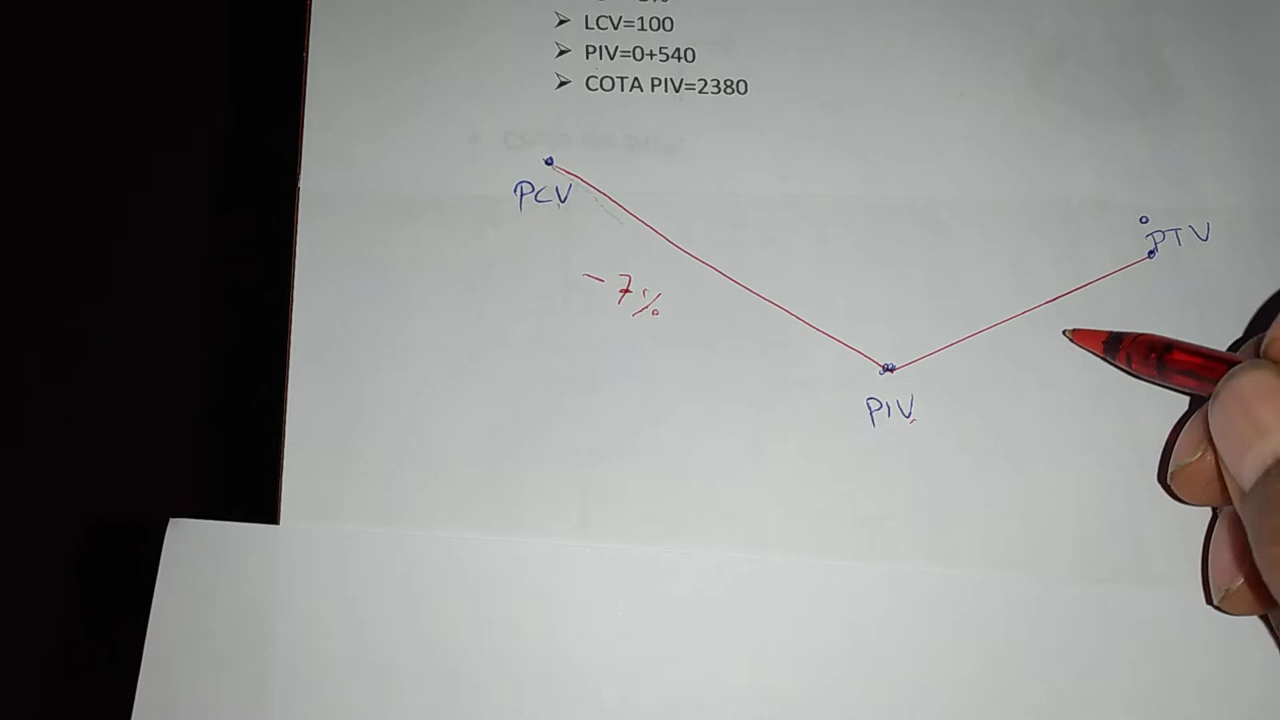 ➢ LCV=100
➢ PIV=0+540
➢ COTA PIV=2380
PCV
PTV
-7%
PIV